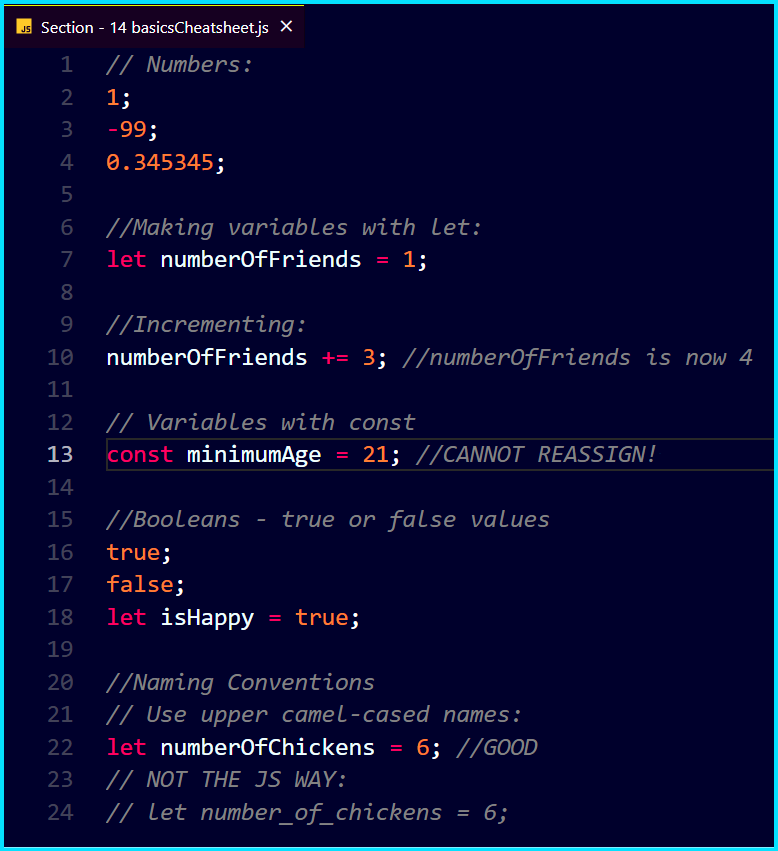 JS Section - 14 basicsCheatsheet.js ✕
1 // Numbers:
2 1;
3 -99;
4 0.345345;
5
6 //Making variables with let:
7 let numberOfFriends = 1;
8
9 //Incrementing:
10 numberOfFriends += 3; //numberOfFriends is now 4
11
12 // Variables with const
13 const minimumAge = 21; //CANNOT REASSIGN!
14
15 //Booleans - true or false values
16 true;
17 false;
18 let isHappy = true;
19
20 //Naming Conventions
21 // Use upper camel-cased names:
22 let numberOfChickens = 6; //GOOD
23 // NOT THE JS WAY:
24 // let number_of_chickens = 6;